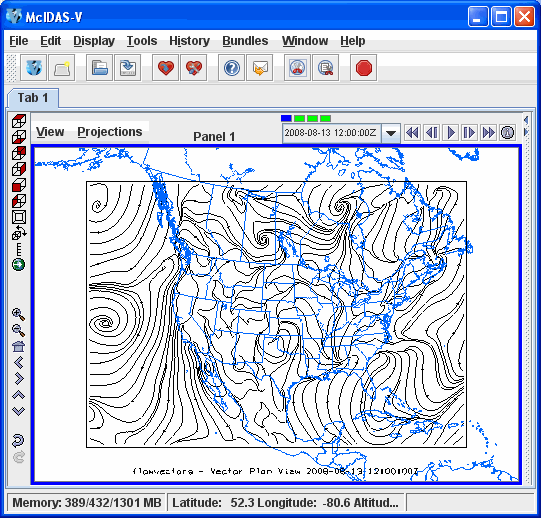 McIDAS-V
File Edit Display Tools History Bundles Window Help
Tab 1
View Projections Panel 1 2008-08-13 12:00:00Z
flowvectors - Vector Plan View 2008-08-13 12:00:00Z
Memory: 389/432/1301 MB Latitude: 52.3 Longitude: -80.6 Altitud...